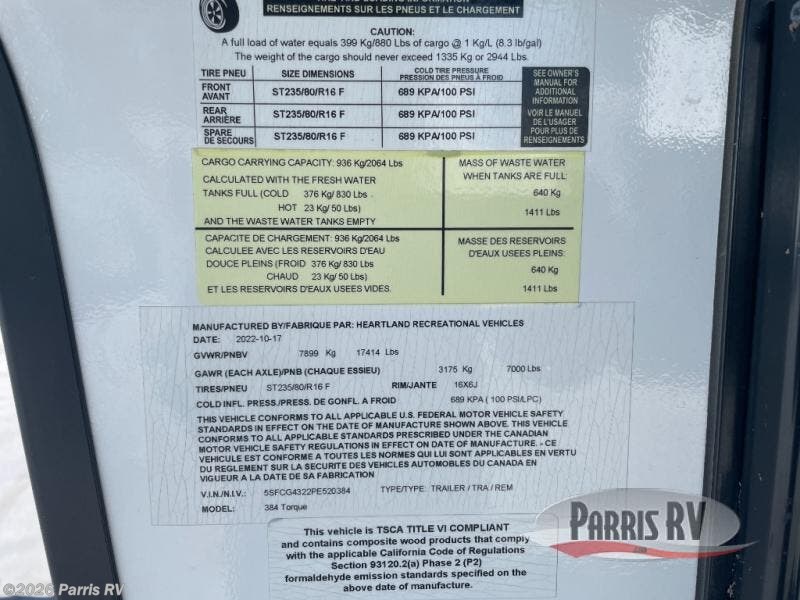 TIRE AND LOADING INFORMATION
RENSEIGNEMENTS SUR LES PNEUS ET LE CHARGEMENT
CAUTION:
A full load of water equals 399 Kg/880 Lbs of cargo @ 1 Kg/L (8.3 lb/gal)
The weight of the cargo should never exceed 1335 Kg or 2944 Lbs.
TIRE PNEU SIZE DIMENSIONS COLD TIRE PRESSURE
PRESSION DES PNEUS À FROID
FRONT
AVANT ST235/80/R16 F 689 KPA/100 PSI
REAR
ARRIÈRE ST235/80/R16 F 689 KPA/100 PSI
SPARE
DE SECOURS ST235/80/R16 F 689 KPA/100 PSI
SEE OWNER'S
MANUAL FOR
ADDITIONAL
INFORMATION
VOIR LE MANUEL
DE L'USAGER
POUR PLUS DE
RENSEIGNEMENTS
CARGO CARRYING CAPACITY: 936 Kg/2064 Lbs
CALCULATED WITH THE FRESH WATER
TANKS FULL (COLD 376 Kg/ 830 Lbs
HOT 23 Kg/ 50 Lbs)
AND THE WASTE WATER TANKS EMPTY
MASS OF WASTE WATER
WHEN TANKS ARE FULL:
640 Kg/
1411 Lbs
CAPACITE DE CHARGEMENT: 936 Kg/2064 Lbs
CALCULEE AVEC LES RESERVOIRS D'EAU
DOUCE PLEINS (FROID 376 Kg/ 830 Lbs
CHAUD 23 Kg/ 50 Lbs)
ET LES RESERVOIRS D'EAUX USEES VIDES.
MASSE DES RESERVOIRS
D'EAUX USEES PLEINS:
640 Kg
1411 Lbs
MANUFACTURED BY/FABRIQUE PAR: HEARTLAND RECREATIONAL VEHICLES
DATE: 2022-10-17
GVWR/PNBV 7899 Kg 17414 Lbs
GAWR (EACH AXLE)/PNB (CHAQUE ESSIEU) 3175 Kg 7000 Lbs
TIRES/PNEU ST235/80/R16 F RIM/JANTE 16X6J
COLD INFL. PRESS./PRESS. DE GONFL. A FROID 689 KPA ( 100 PSI/LPC)
THIS VEHICLE CONFORMS TO ALL APPLICABLE U.S. FEDERAL MOTOR VEHICLE SAFETY
STANDARDS IN EFFECT ON THE DATE OF MANUFACTURE SHOWN ABOVE. THIS VEHICLE
CONFORMS TO ALL APPLICABLE STANDARDS PRESCRIBED UNDER THE CANADIAN
MOTOR VEHICLE SAFETY REGULATIONS IN EFFECT ON DATE OF MANUFACTURE. - CE
VEHICULE EST CONFORME A TOUTES LES NORMES QUI LUI SONT APPLICABLES EN VERTU
DU REGLEMENT SUR LA SECURITE DES VEHICLES AUTOMOBILES DU CANADA EN
VIGUEUR A LA DATE DE SA FABRICATION
V.I.N./N.I.V.: 5SFCG4322PE520384 TYPE/TYPE: TRAILER / TRA / REM
MODEL: 384 Torque
This vehicle is TSCA TITLE VI COMPLIANT
and contains composite wood products that comply
with the applicable California Code of Regulations
Section 93120.2(a) Phase 2 (P2)
formaldehyde emission standards specified on the
above date of manufacture.
PARRIS RV
.com
©2026 Parris RV